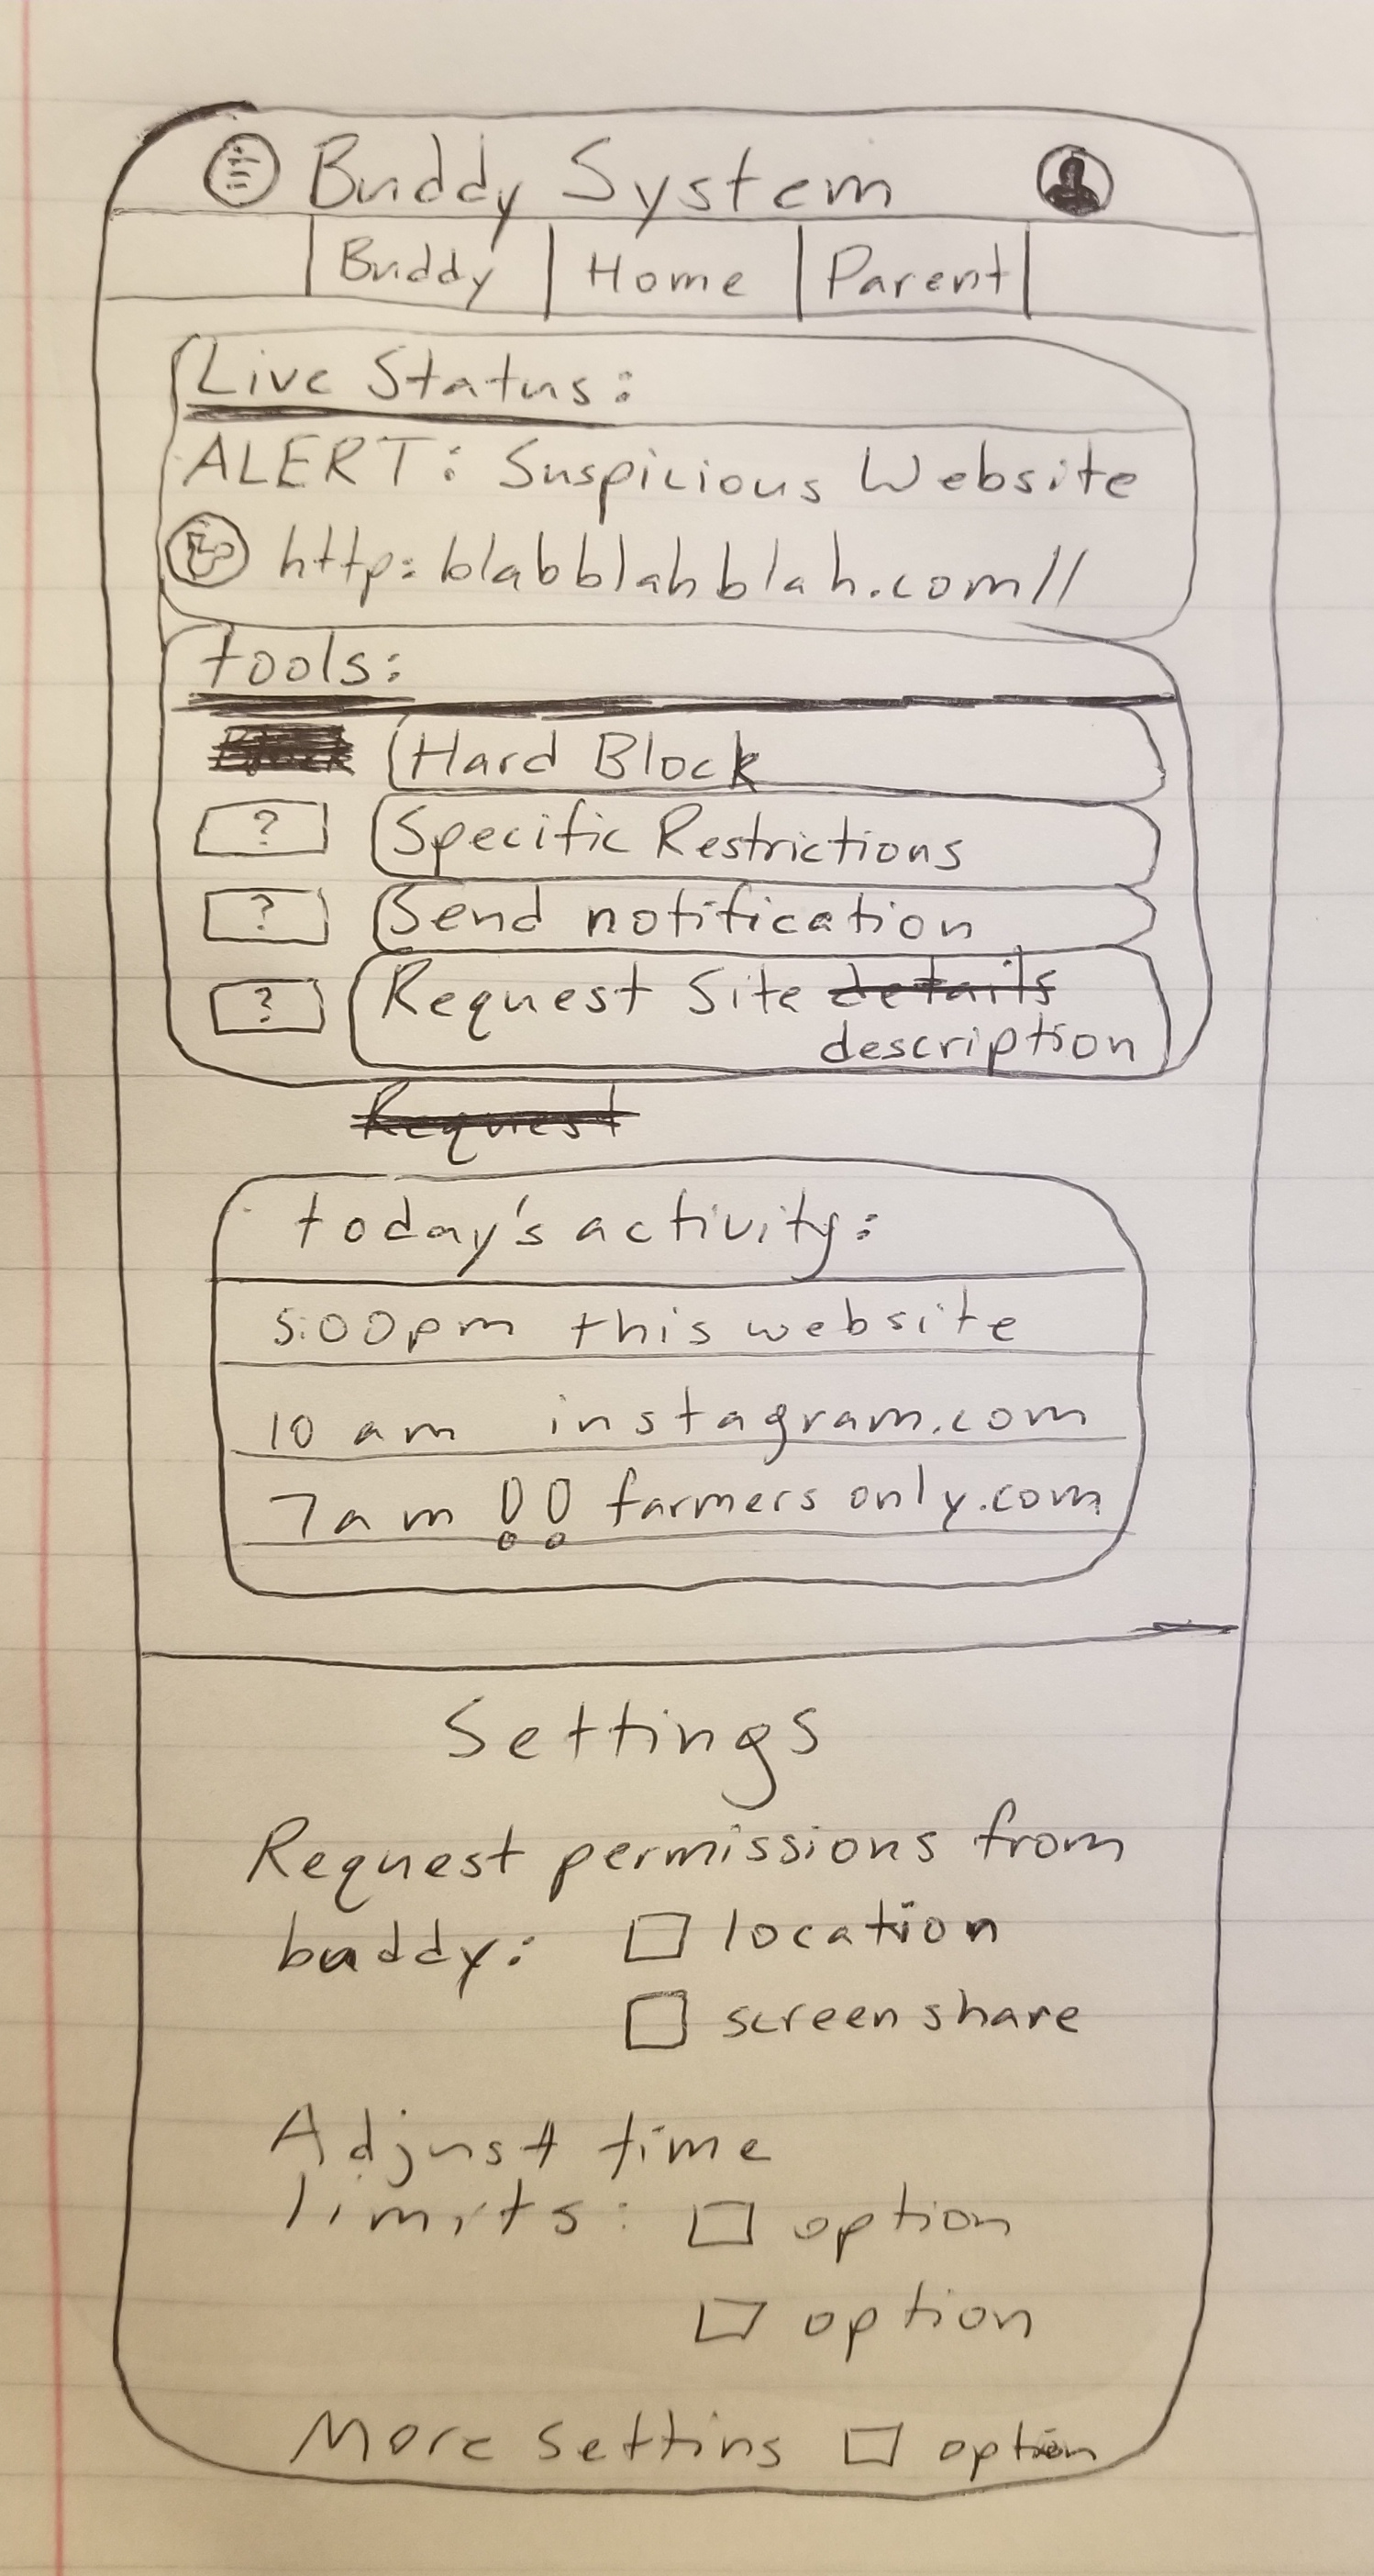 Buddy System
Buddy Home Parent
Live Status:
ALERT: Suspicious Website
http:blabblahblah.com//
tools:
Block Hard Block
? Specific Restrictions
? Send notification
? Request Site details
description
Request
today's activity:
5:00pm this website
10 am instagram.com
7am !! farmers only.com
Settings
Request permissions from
buddy: location
screen share
Adjust time
limits: option
option
More settins option